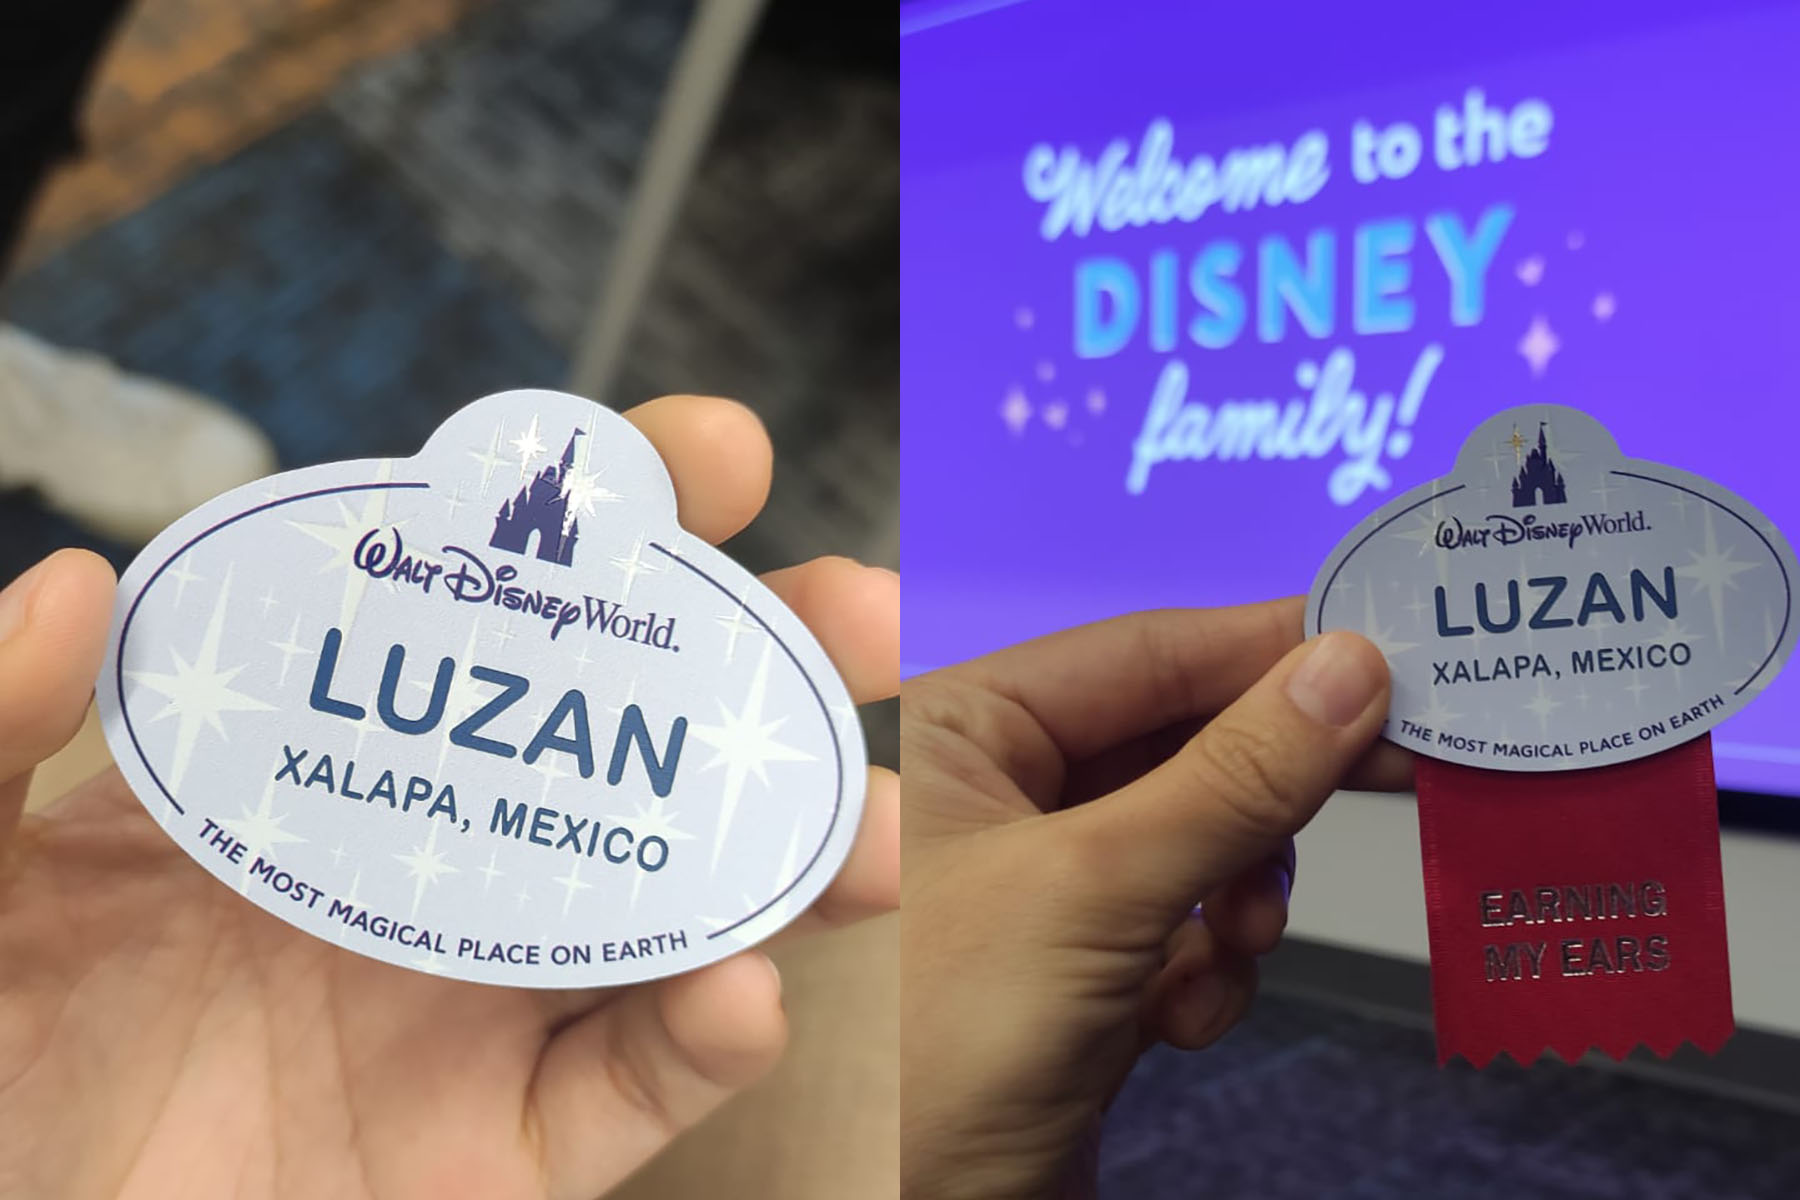 Walt Disney World.
LUZAN
XALAPA, MEXICO
THE MOST MAGICAL PLACE ON EARTH
Welcome to the
DISNEY
family!
Walt Disney World.
LUZAN
XALAPA, MEXICO
THE MOST MAGICAL PLACE ON EARTH
EARNING
MY EARS